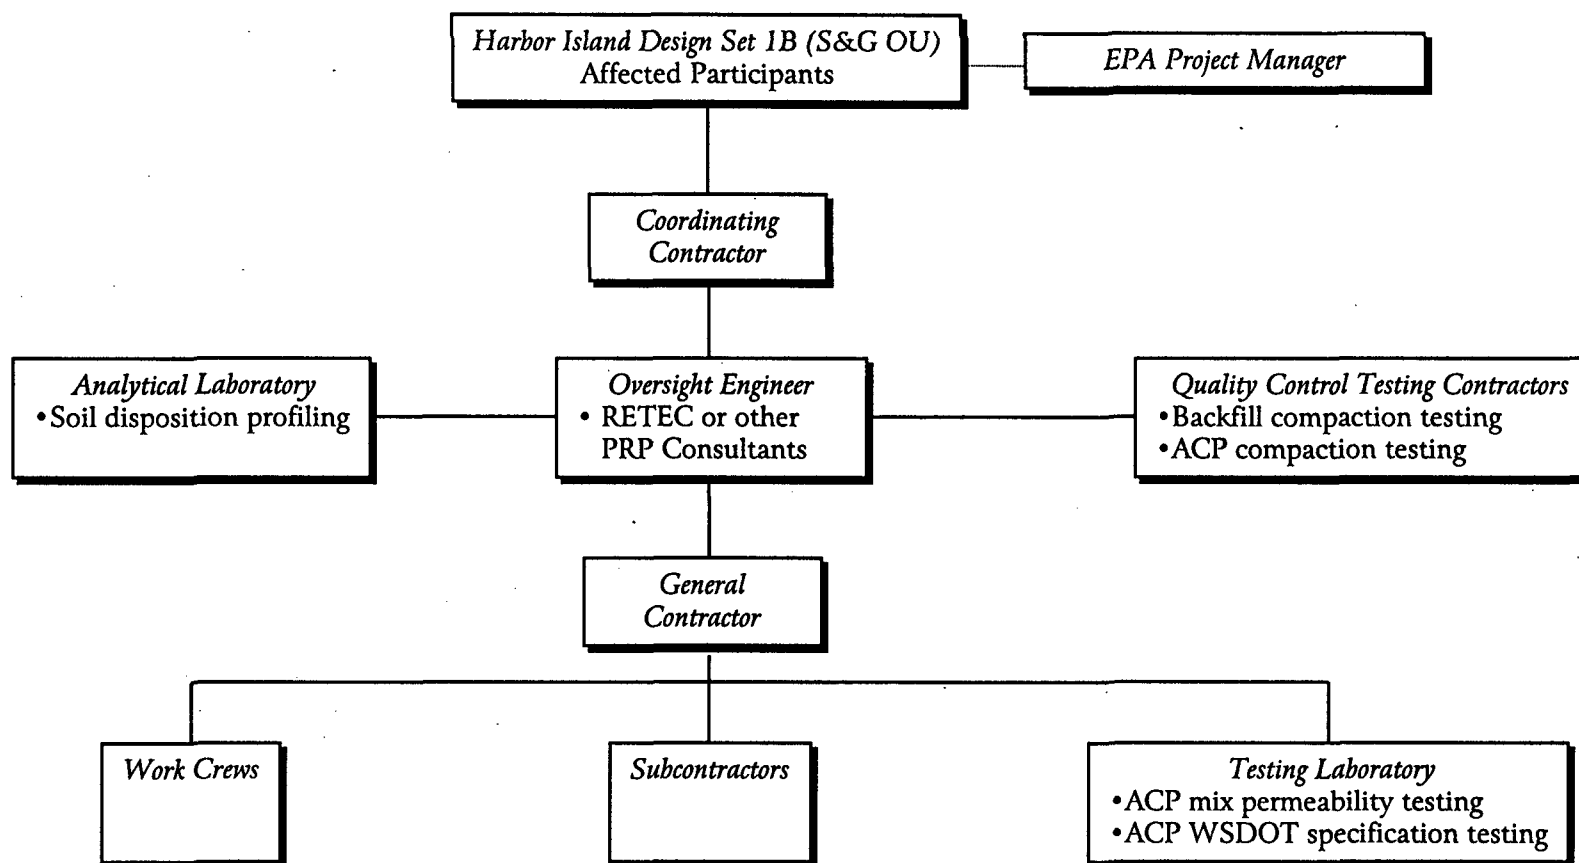 Harbor Island Design Set 1B (S&G OU)
Affected Participants
EPA Project Manager
Coordinating
Contractor
Analytical Laboratory
•Soil disposition profiling
Oversight Engineer
• RETEC or other
PRP Consultants
Quality Control Testing Contractors
•Backfill compaction testing
•ACP compaction testing
General
Contractor
Work Crews
Subcontractors
Testing Laboratory
•ACP mix permeability testing
•ACP WSDOT specification testing